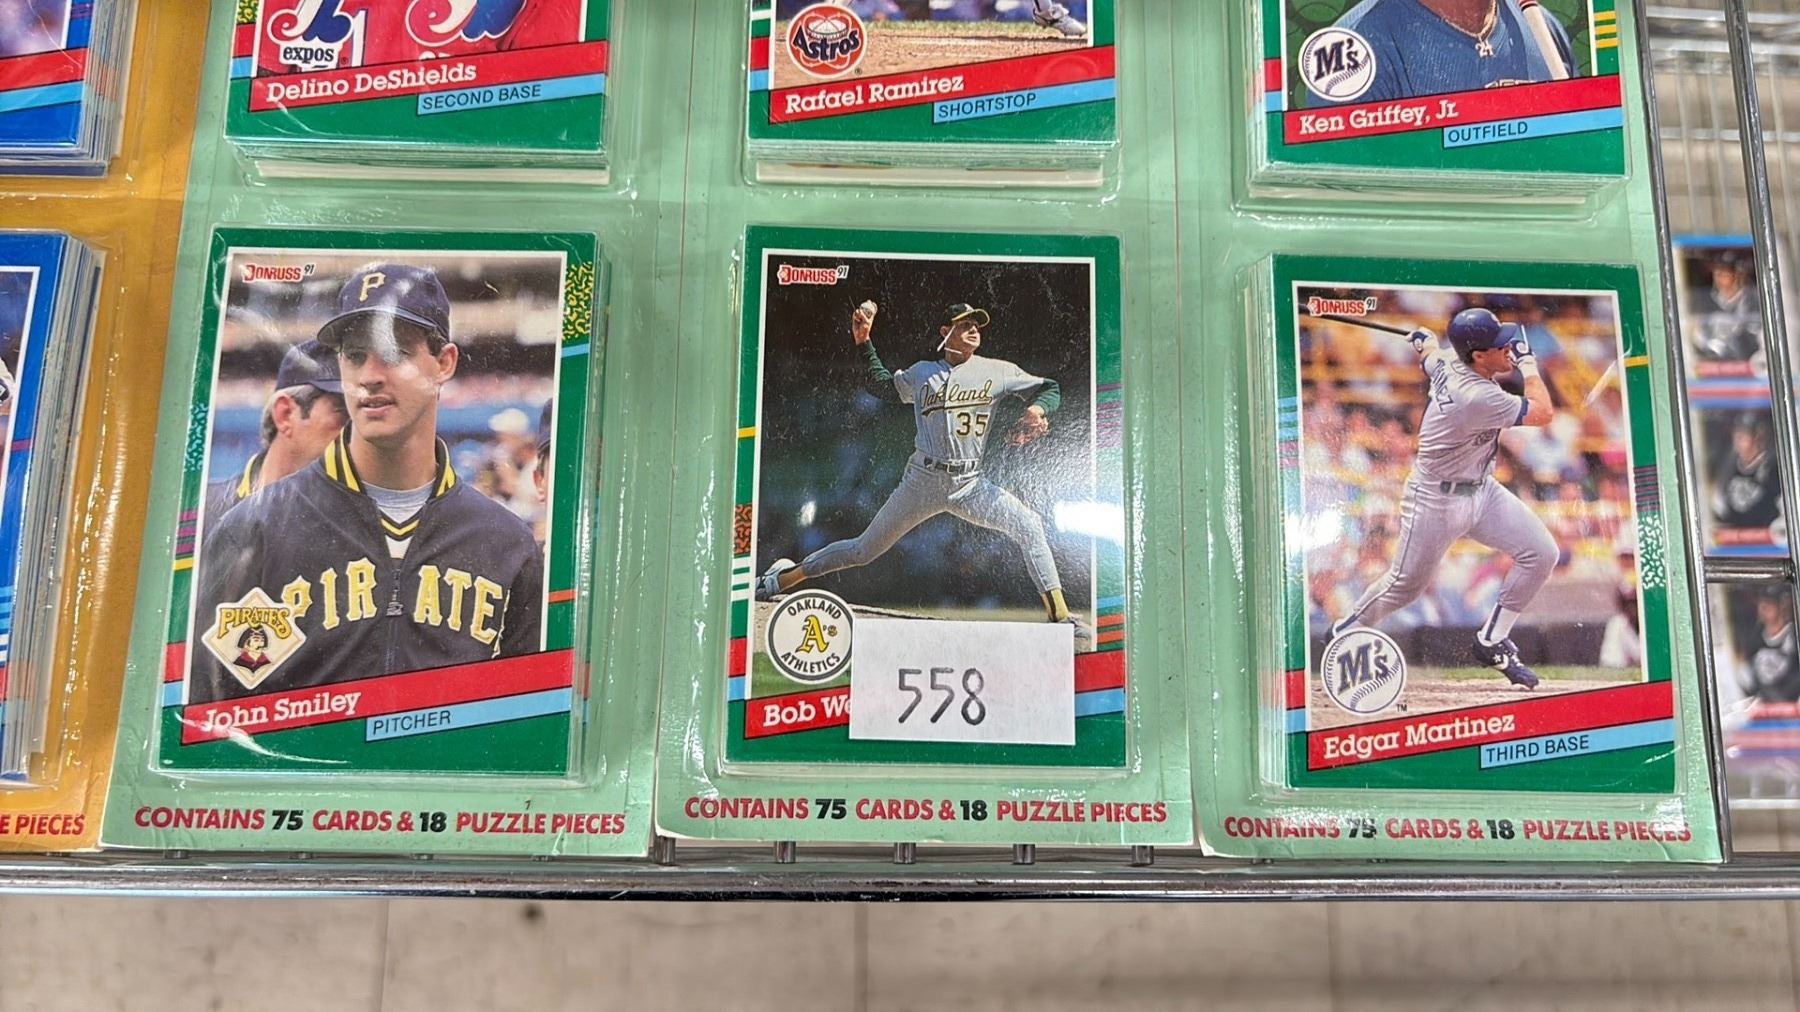 expos
Delino DeShields
SECOND BASE
Astros
Rafael Ramirez
SHORTSTOP
M's
24
Ken Griffey, Jr.
OUTFIELD
DONRUSS 91
P
PIRATE
PIRATES
John Smiley
PITCHER
DONRUSS 91
Oakland
35
OAKLAND
A's
ATHLETICS
Bob
558
DONRUSS 91
M's
TM
Edgar Martinez
THIRD BASE
E PIECES
CONTAINS 75 CARDS & 18 PUZZLE PIECES
CONTAINS 75 CARDS & 18 PUZZLE PIECES
CONTAINS 75 CARDS & 18 PUZZLE PIECES